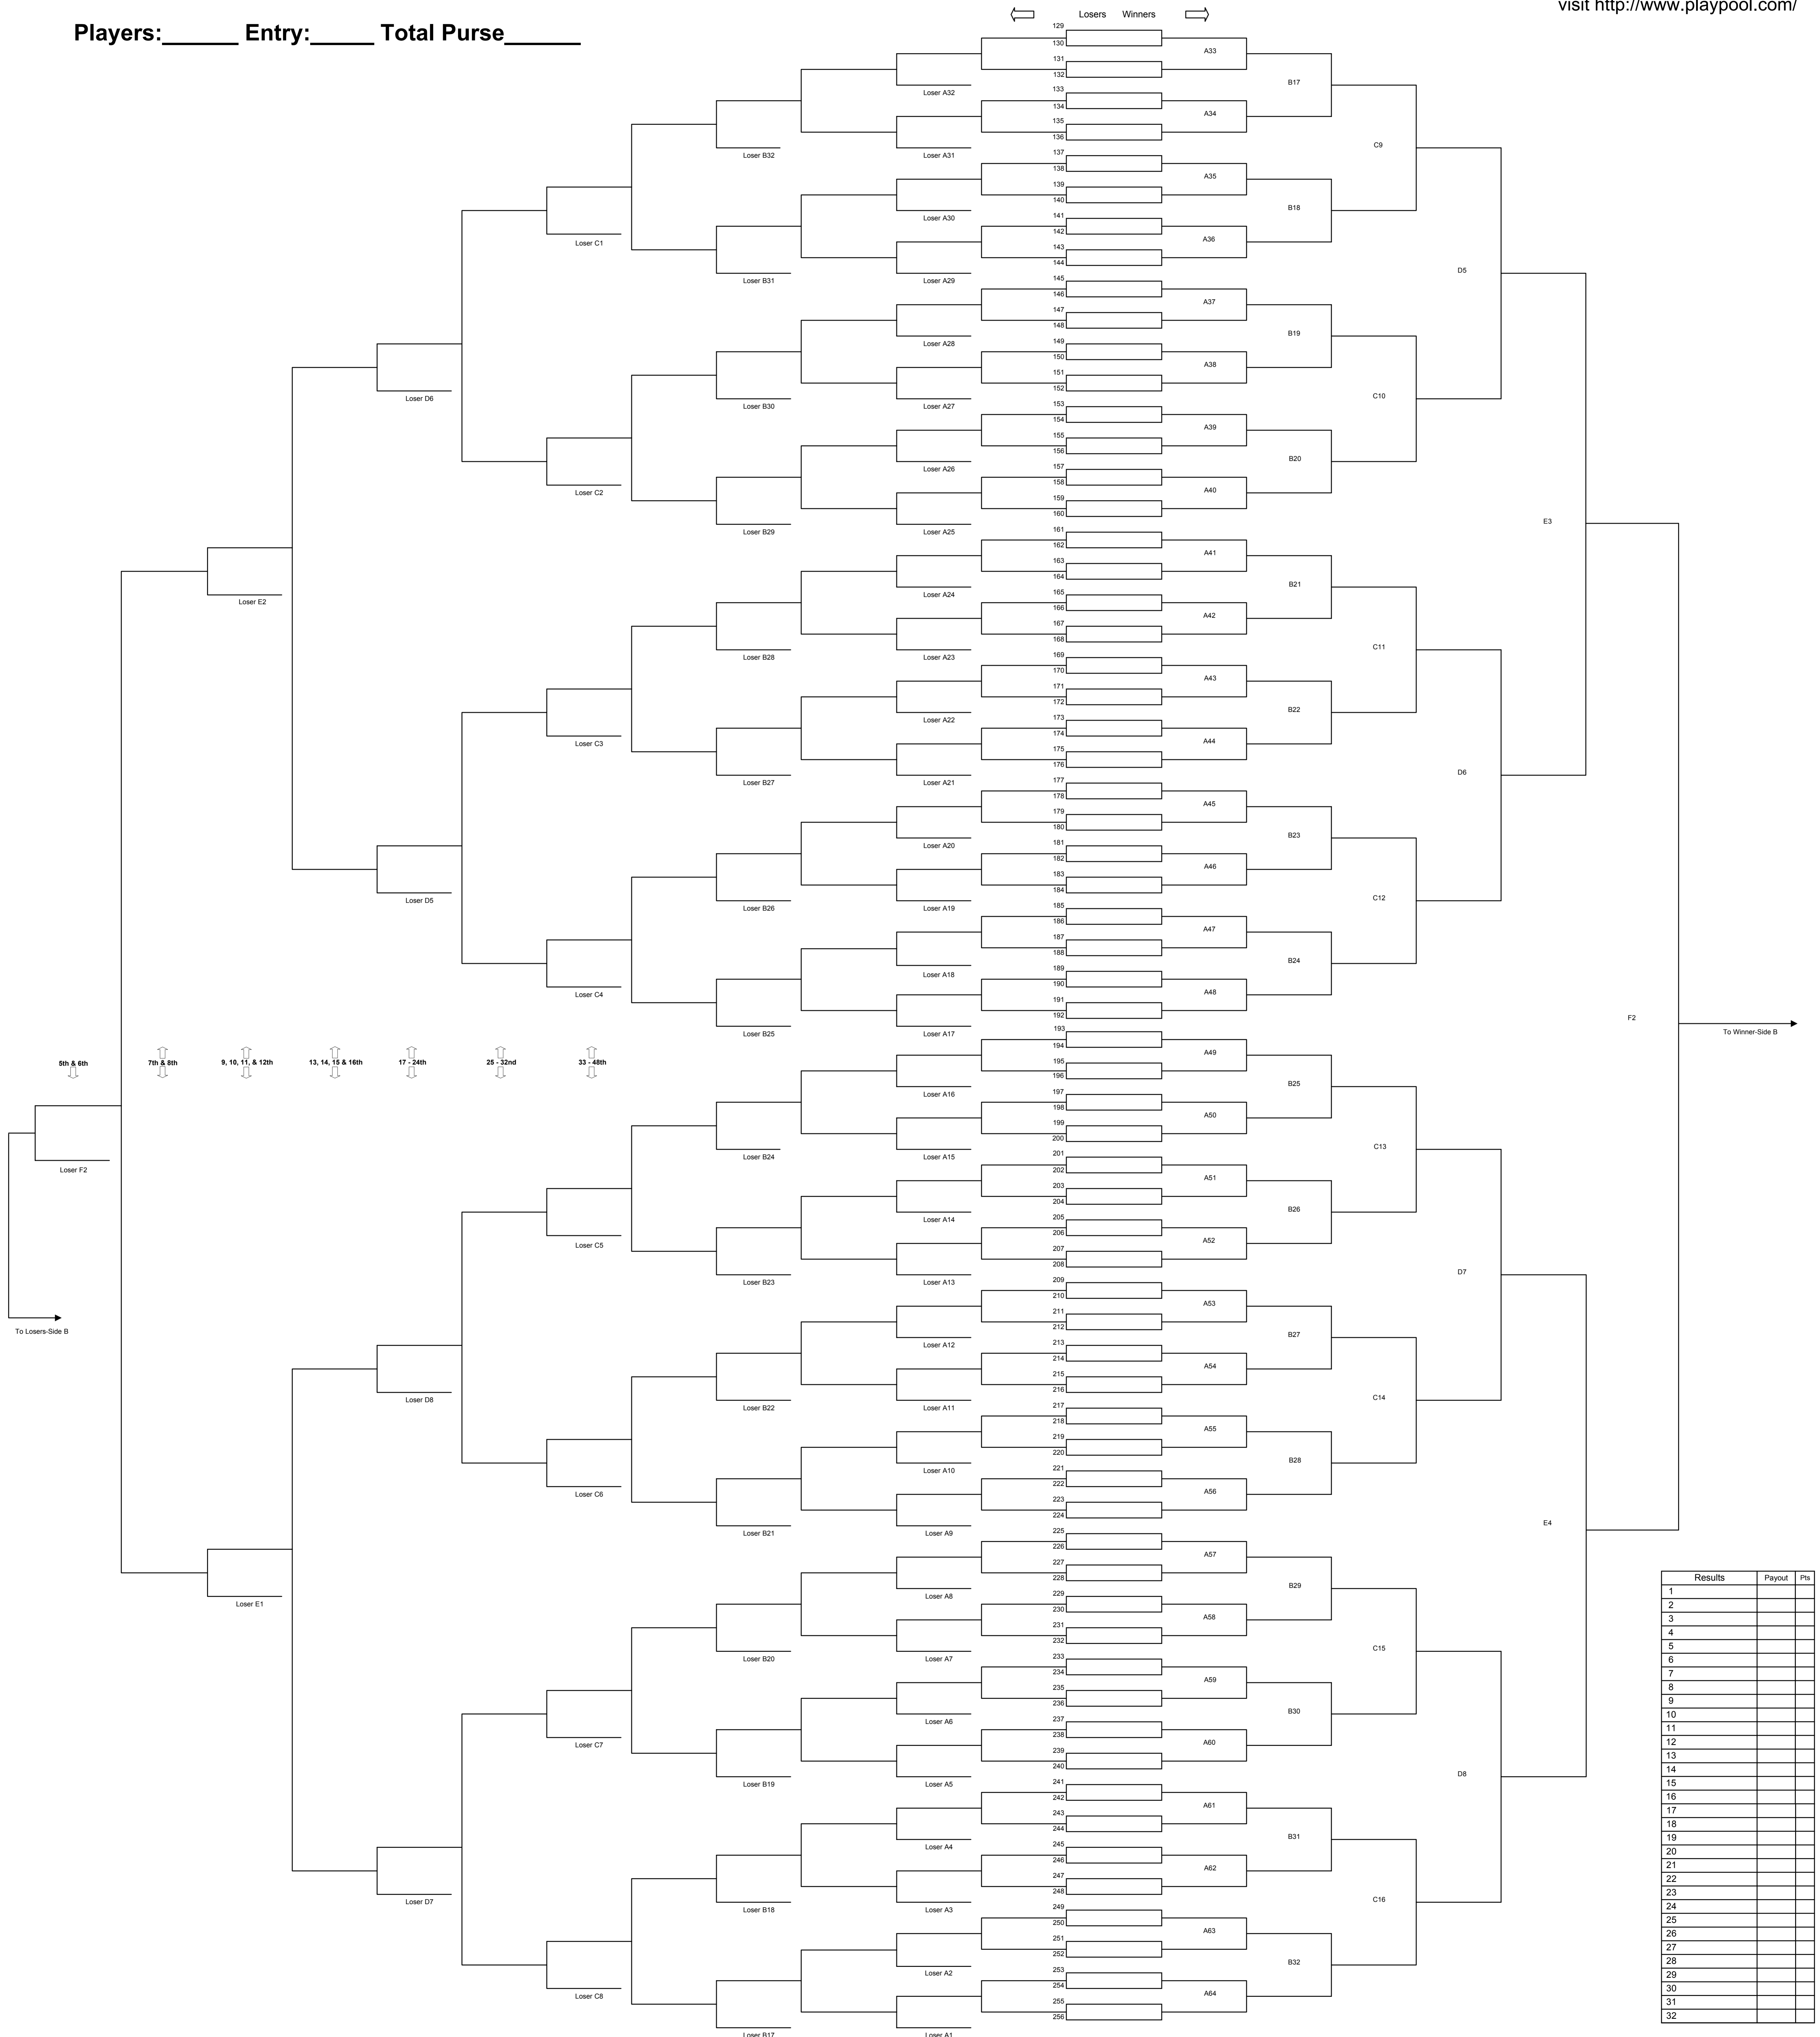 visit http://www.playpool.com/
Players:______ Entry:_____ Total Purse______
Losers Winners
129
130
131
132
133
134
135
136
137
138
139
140
141
142
143
144
145
146
147
148
149
150
151
152
153
154
155
156
157
158
159
160
161
162
163
164
165
166
167
168
169
170
171
172
173
174
175
176
177
178
179
180
181
182
183
184
185
186
187
188
189
190
191
192
193
194
195
196
197
198
199
200
201
202
203
204
205
206
207
208
209
210
211
212
213
214
215
216
217
218
219
220
221
222
223
224
225
226
227
228
229
230
231
232
233
234
235
236
237
238
239
240
241
242
243
244
245
246
247
248
249
250
251
252
253
254
255
256
A33
A34
A35
A36
A37
A38
A39
A40
A41
A42
A43
A44
A45
A46
A47
A48
A49
A50
A51
A52
A53
A54
A55
A56
A57
A58
A59
A60
A61
A62
A63
A64
B17
B18
B19
B20
B21
B22
B23
B24
B25
B26
B27
B28
B29
B30
B31
B32
C9
C10
C11
C12
C13
C14
C15
C16
D5
D6
D7
D8
E3
E4
F2
To Winner-Side B
Loser A32
Loser A31
Loser A30
Loser A29
Loser A28
Loser A27
Loser A26
Loser A25
Loser A24
Loser A23
Loser A22
Loser A21
Loser A20
Loser A19
Loser A18
Loser A17
Loser A16
Loser A15
Loser A14
Loser A13
Loser A12
Loser A11
Loser A10
Loser A9
Loser A8
Loser A7
Loser A6
Loser A5
Loser A4
Loser A3
Loser A2
Loser A1
Loser B32
Loser B31
Loser B30
Loser B29
Loser B28
Loser B27
Loser B26
Loser B25
Loser B24
Loser B23
Loser B22
Loser B21
Loser B20
Loser B19
Loser B18
Loser B17
Loser C1
Loser C2
Loser C3
Loser C4
Loser C5
Loser C6
Loser C7
Loser C8
Loser D6
Loser D5
Loser D8
Loser D7
Loser E2
Loser E1
5th & 6th 7th & 8th 9, 10, 11, & 12th 13, 14, 15 & 16th 17 - 24th 25 - 32nd 33 - 48th
Loser F2
To Losers-Side B
Results Payout Pts
1
2
3
4
5
6
7
8
9
10
11
12
13
14
15
16
17
18
19
20
21
22
23
24
25
26
27
28
29
30
31
32